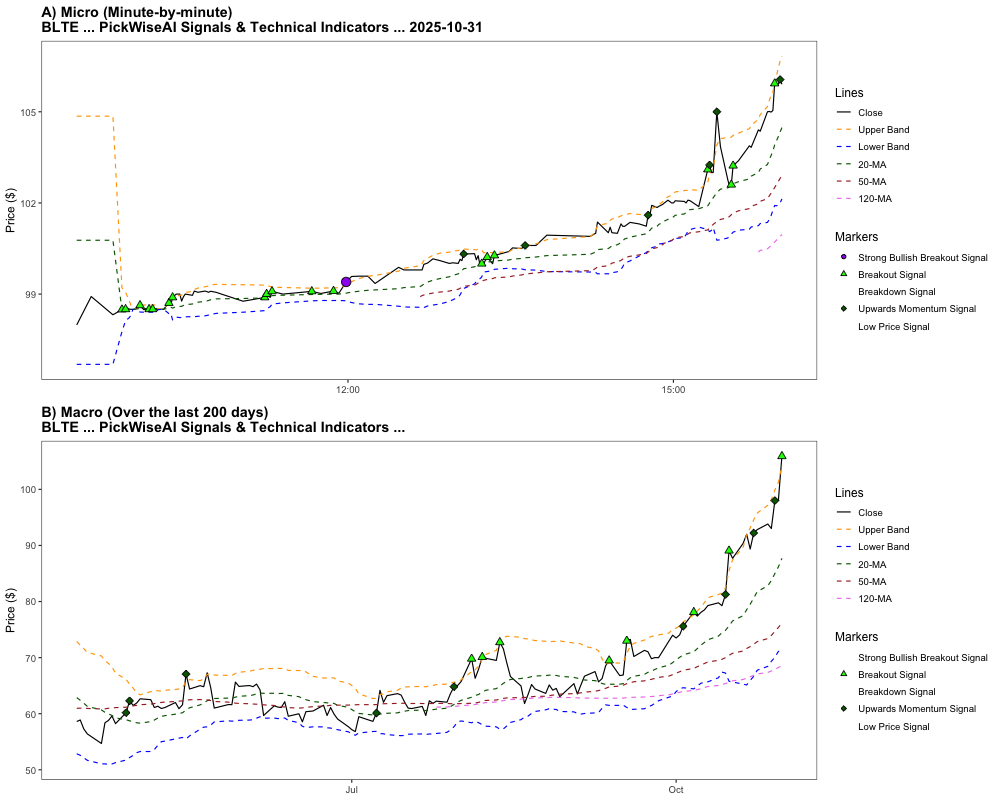 A) Micro (Minute-by-minute)
BLTE ... PickWiseAI Signals & Technical Indicators ... 2025-10-31
Price ($)
105
102
99
12:00
15:00
Lines
Close
Upper Band
Lower Band
20-MA
50-MA
120-MA
Markers
Strong Bullish Breakout Signal
Breakout Signal
Breakdown Signal
Upwards Momentum Signal
Low Price Signal
B) Macro (Over the last 200 days)
BLTE ... PickWiseAI Signals & Technical Indicators ...
Price ($)
100
90
80
70
60
50
Jul
Oct
Lines
Close
Upper Band
Lower Band
20-MA
50-MA
120-MA
Markers
Strong Bullish Breakout Signal
Breakout Signal
Breakdown Signal
Upwards Momentum Signal
Low Price Signal